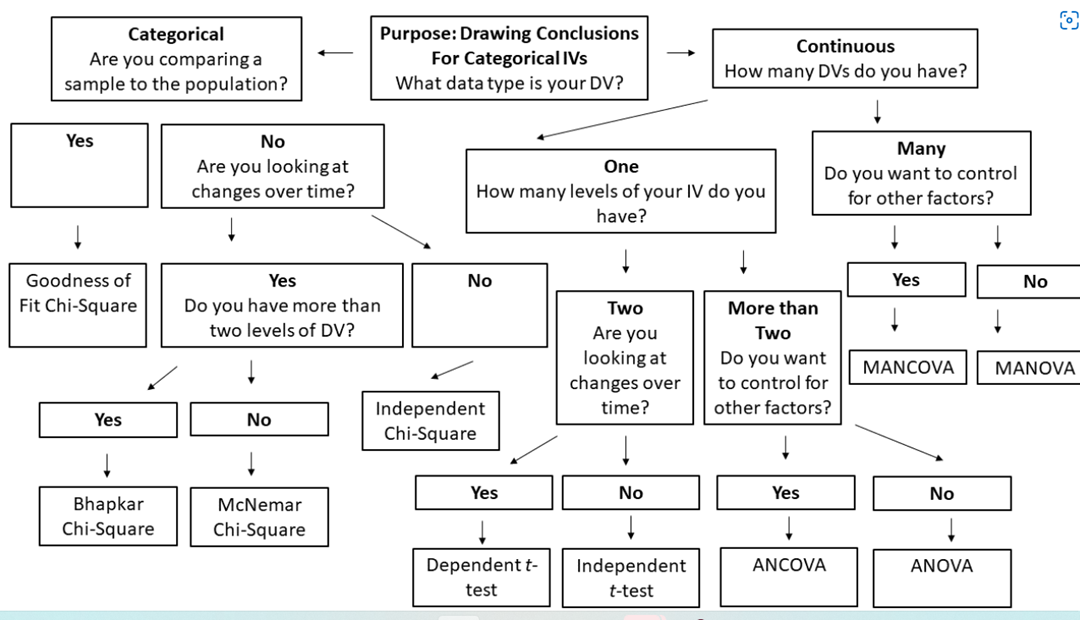 Purpose: Drawing Conclusions
For Categorical IVs
What data type is your DV?
Categorical
Are you comparing a
sample to the population?
Continuous
How many DVs do you have?
Yes
No
Are you looking at
changes over time?
One
How many levels of your IV do you
have?
Many
Do you want to control
for other factors?
Goodness of
Fit Chi-Square
Yes
Do you have more than
two levels of DV?
No
Two
Are you
looking at
changes over
time?
More than
Two
Do you want
to control for
other factors?
Yes
No
MANCOVA
MANOVA
Yes
No
Independent
Chi-Square
Bhapkar
Chi-Square
McNemar
Chi-Square
Yes
No
Yes
No
Dependent t-
test
Independent
t-test
ANCOVA
ANOVA